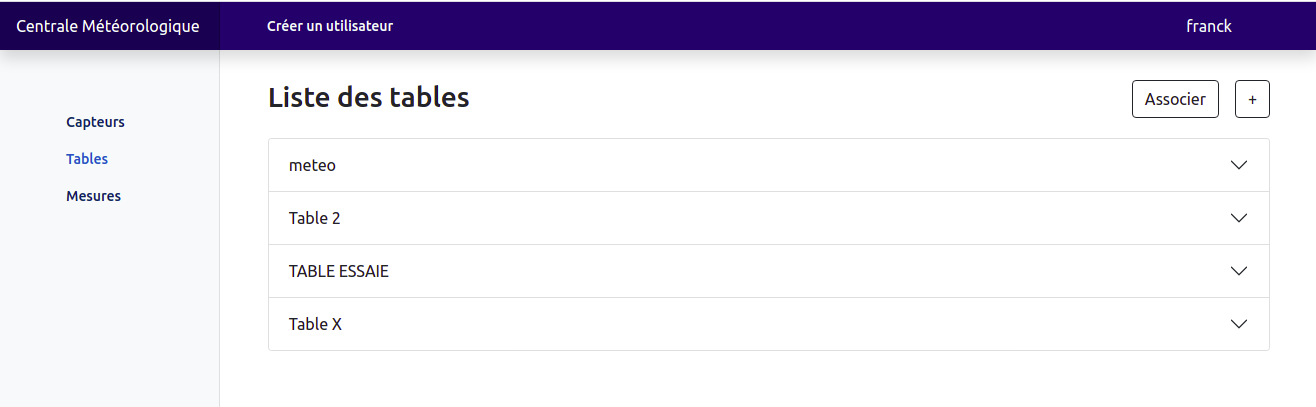 Centrale Météorologique
Créer un utilisateur
franck
Capteurs
Tables
Mesures
Liste des tables
Associer
+
meteo
Table 2
TABLE ESSAIE
Table X